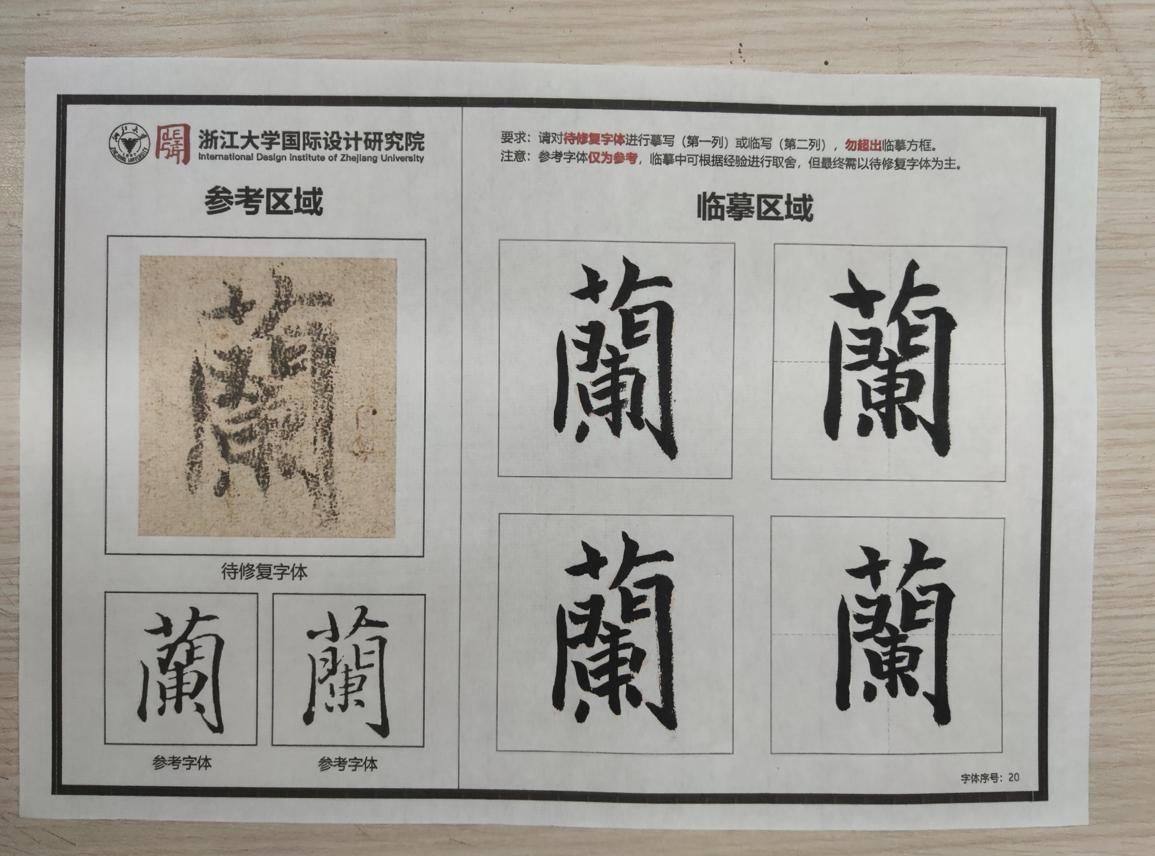 浙江大学国际设计研究院
International Design Institute of Zhejiang University
参考区域
蘭
待修复字体
蘭
蘭
参考字体
参考字体
要求：请对待修复字体进行摹写（第一列）或临写（第二列），勿超出临摹方框。
注意：参考字体仅为参考，临摹中可根据经验进行取舍，但最终需以待修复字体为主。
临摹区域
蘭
蘭
蘭
蘭
字体序号：20